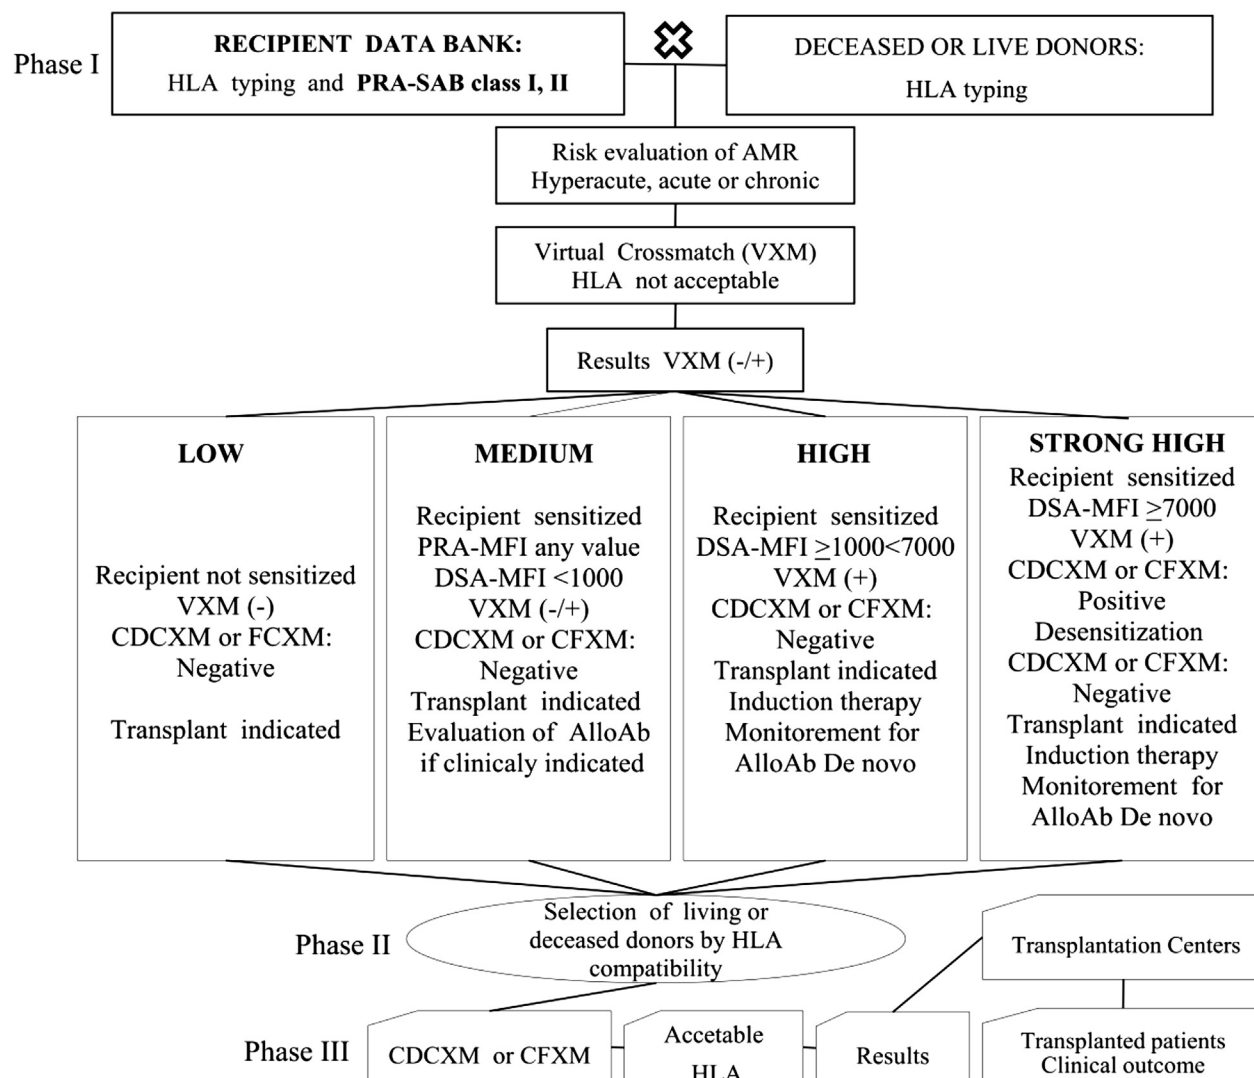 Phase I
RECIPIENT DATA BANK:
HLA typing and PRA-SAB class I, II
DECEASED OR LIVE DONORS:
HLA typing
Risk evaluation of AMR
Hyperacute, acute or chronic
Virtual Crossmatch (VXM)
HLA not acceptable
Results VXM (-/+)
LOW
Recipient not sensitized
VXM (-)
CDCXM or FCXM:
Negative
Transplant indicated
MEDIUM
Recipient sensitized
PRA-MFI any value
DSA-MFI <1000
VXM (-/+)
CDCXM or CFXM:
Negative
Transplant indicated
Evaluation of AlloAb
if clinicaly indicated
HIGH
Recipient sensitized
DSA-MFI ≥1000<7000
VXM (+)
CDCXM or CFXM:
Negative
Transplant indicated
Induction therapy
Monitorement for
AlloAb De novo
STRONG HIGH
Recipient sensitized
DSA-MFI ≥7000
VXM (+)
CDCXM or CFXM:
Positive
Desensitization
CDCXM or CFXM:
Negative
Transplant indicated
Induction therapy
Monitorement for
AlloAb De novo
Phase II
Selection of living or
deceased donors by HLA
compatibility
Transplantation Centers
Phase III
CDCXM or CFXM
Accetable
HLA
Results
Transplanted patients
Clinical outcome